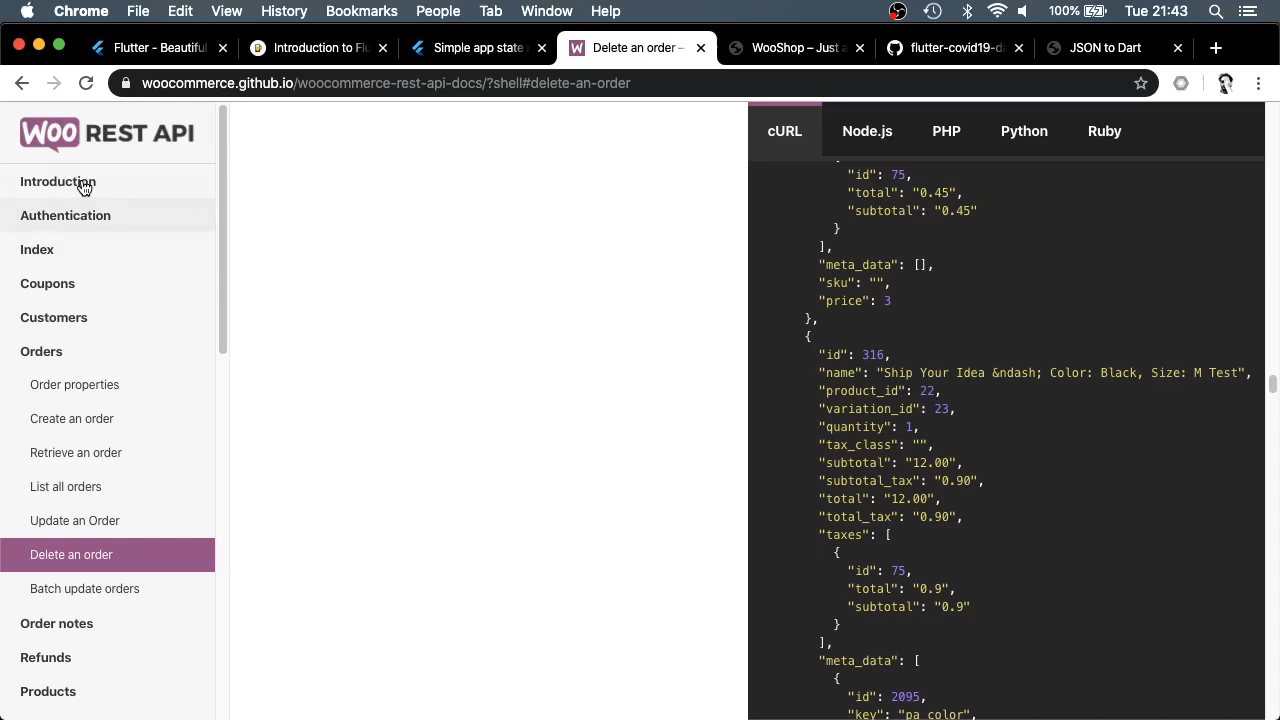 Chrome File Edit View History Bookmarks People Tab Window Help 100% Tue 21:43
Flutter - Beautiful
Introduction to Flu
Simple app state
Delete an order –
WooShop – Just a
flutter-covid19-d
JSON to Dart
woocommerce.github.io/woocommerce-rest-api-docs/?shell#delete-an-order
WOO REST API
Introduction
Authentication
Index
Coupons
Customers
Orders
Order properties
Create an order
Retrieve an order
List all orders
Update an Order
Delete an order
Batch update orders
Order notes
Refunds
Products
cURL Node.js PHP Python Ruby
"id": 75,
"total": "0.45",
"subtotal": "0.45"
}
],
"meta_data": [],
"sku": "",
"price": 3
},
{
"id": 316,
"name": "Ship Your Idea &ndash; Color: Black, Size: M Test",
"product_id": 22,
"variation_id": 23,
"quantity": 1,
"tax_class": "",
"subtotal": "12.00",
"subtotal_tax": "0.90",
"total": "12.00",
"total_tax": "0.90",
"taxes": [
{
"id": 75,
"total": "0.9",
"subtotal": "0.9"
}
],
"meta_data": [
{
"id": 2095,
"key": "pa_color",